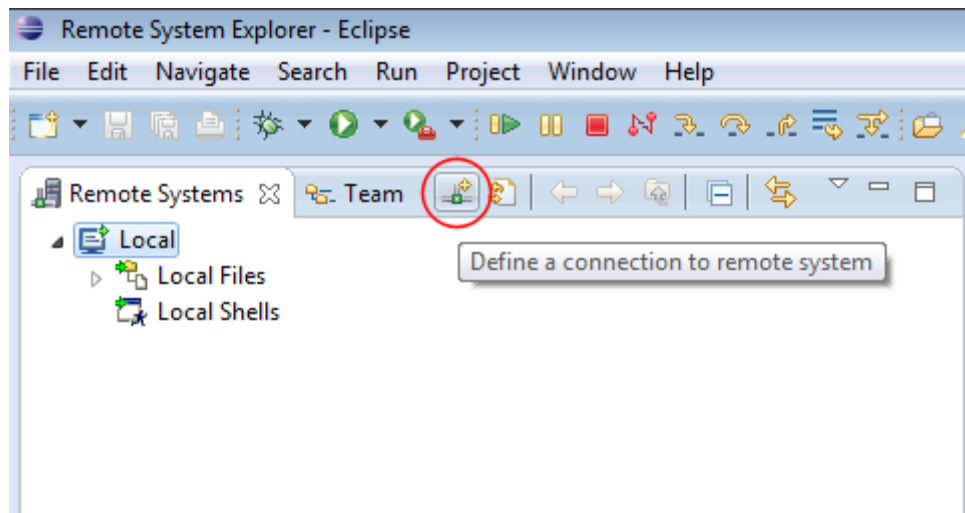 Remote System Explorer - Eclipse
File Edit Navigate Search Run Project Window Help
Remote Systems Team
Define a connection to remote system
Local
Local Files
Local Shells